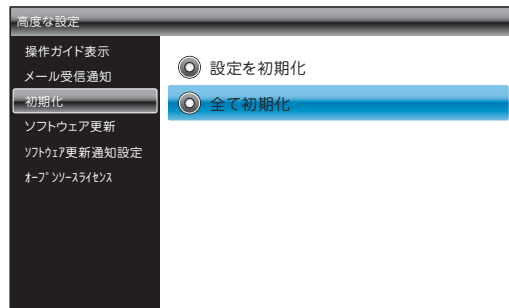 高度な設定
操作ガイド表示
メール受信通知
初期化
ソフトウェア更新
ｿﾌﾄｳｪｱ更新通知設定
ｵｰﾌﾟﾝｿｰｽﾗｲｾﾝｽ
設定を初期化
全て初期化